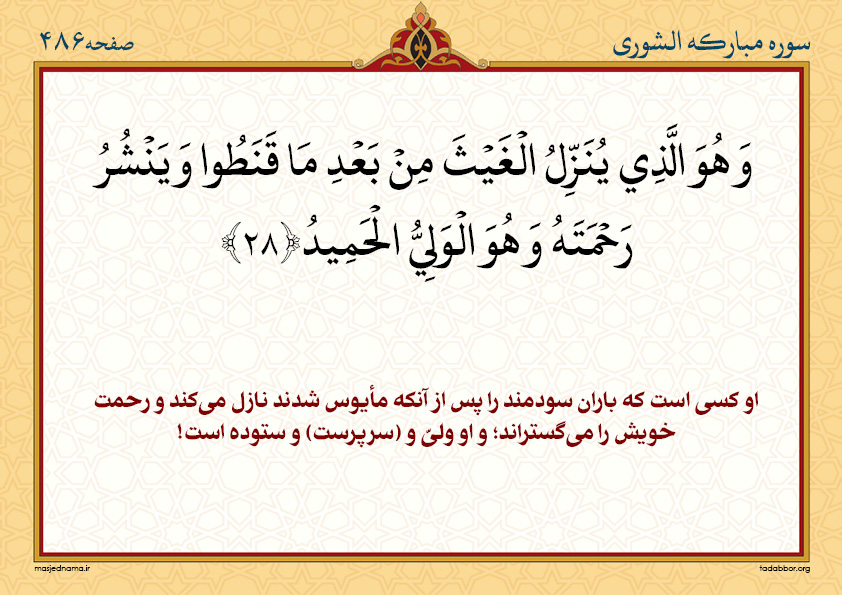 سوره مبارکه الشوری
صفحه۴۸۶
وَهُوَ الَّذِي يُنَزِّلُ الْغَيْثَ مِنْ بَعْدِ مَا قَنَطُوا وَيَنْشُرُ
رَحْمَتَهُ وَهُوَ الْوَلِيُّ الْحَمِيدُ ﴿۲۸﴾
او کسی است که باران سودمند را پس از آنکه مأیوس شدند نازل می‌کند و رحمت
خویش را می‌گستراند؛ و او ولیّ و (سرپرست) و ستوده است!
masjednama.ir
tadabbor.org